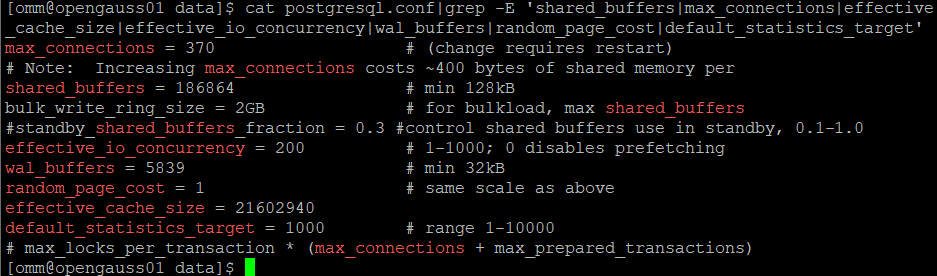 [omm@opengauss01 data]$ cat postgresql.conf|grep -E 'shared_buffers|max_connections|effective
_cache_size|effective_io_concurrency|wal_buffers|random_page_cost|default_statistics_target'
max_connections = 370                   # (change requires restart)
# Note:  Increasing max_connections costs ~400 bytes of shared memory per
shared_buffers = 186864                 # min 128kB
bulk_write_ring_size = 2GB              # for bulkload, max shared_buffers
#standby_shared_buffers_fraction = 0.3 #control shared buffers use in standby, 0.1-1.0
effective_io_concurrency = 200          # 1-1000; 0 disables prefetching
wal_buffers = 5839                      # min 32kB
random_page_cost = 1                    # same scale as above
effective_cache_size = 21602940
default_statistics_target = 1000        # range 1-10000
# max_locks_per_transaction * (max_connections + max_prepared_transactions)
[omm@opengauss01 data]$